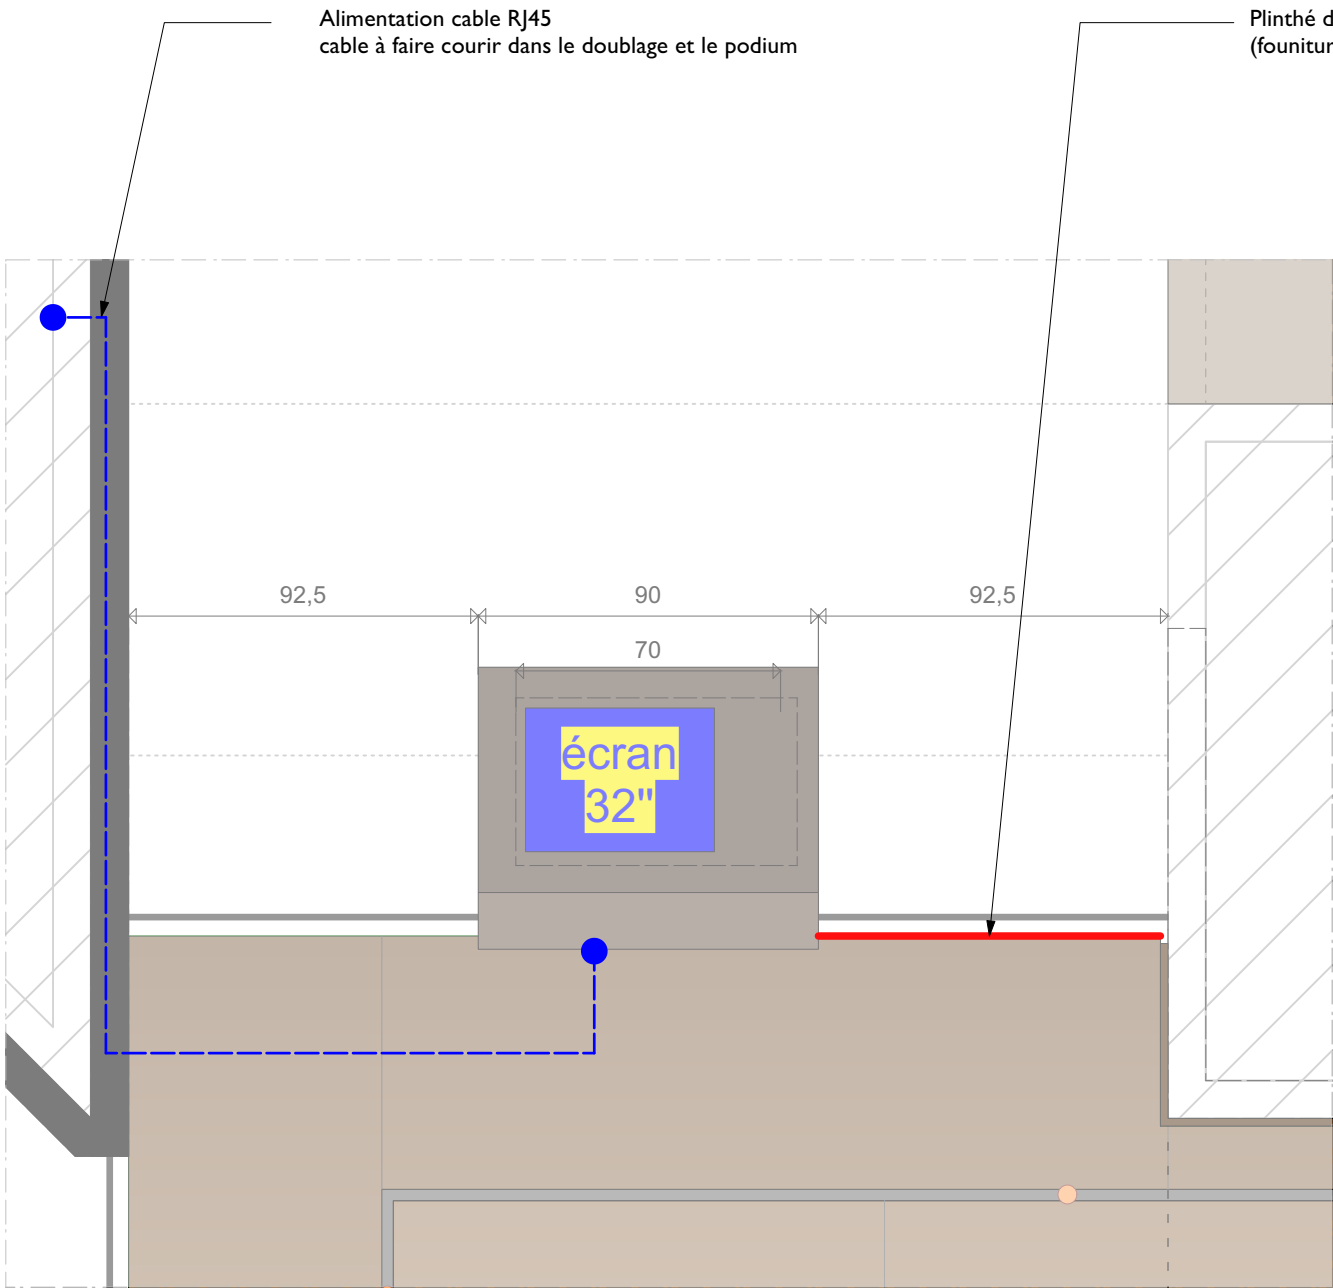 Alimentation cable RJ45
cable à faire courir dans le doublage et le podium
Plinthé d
(founitur
92,5
90
92,5
70
écran
32"